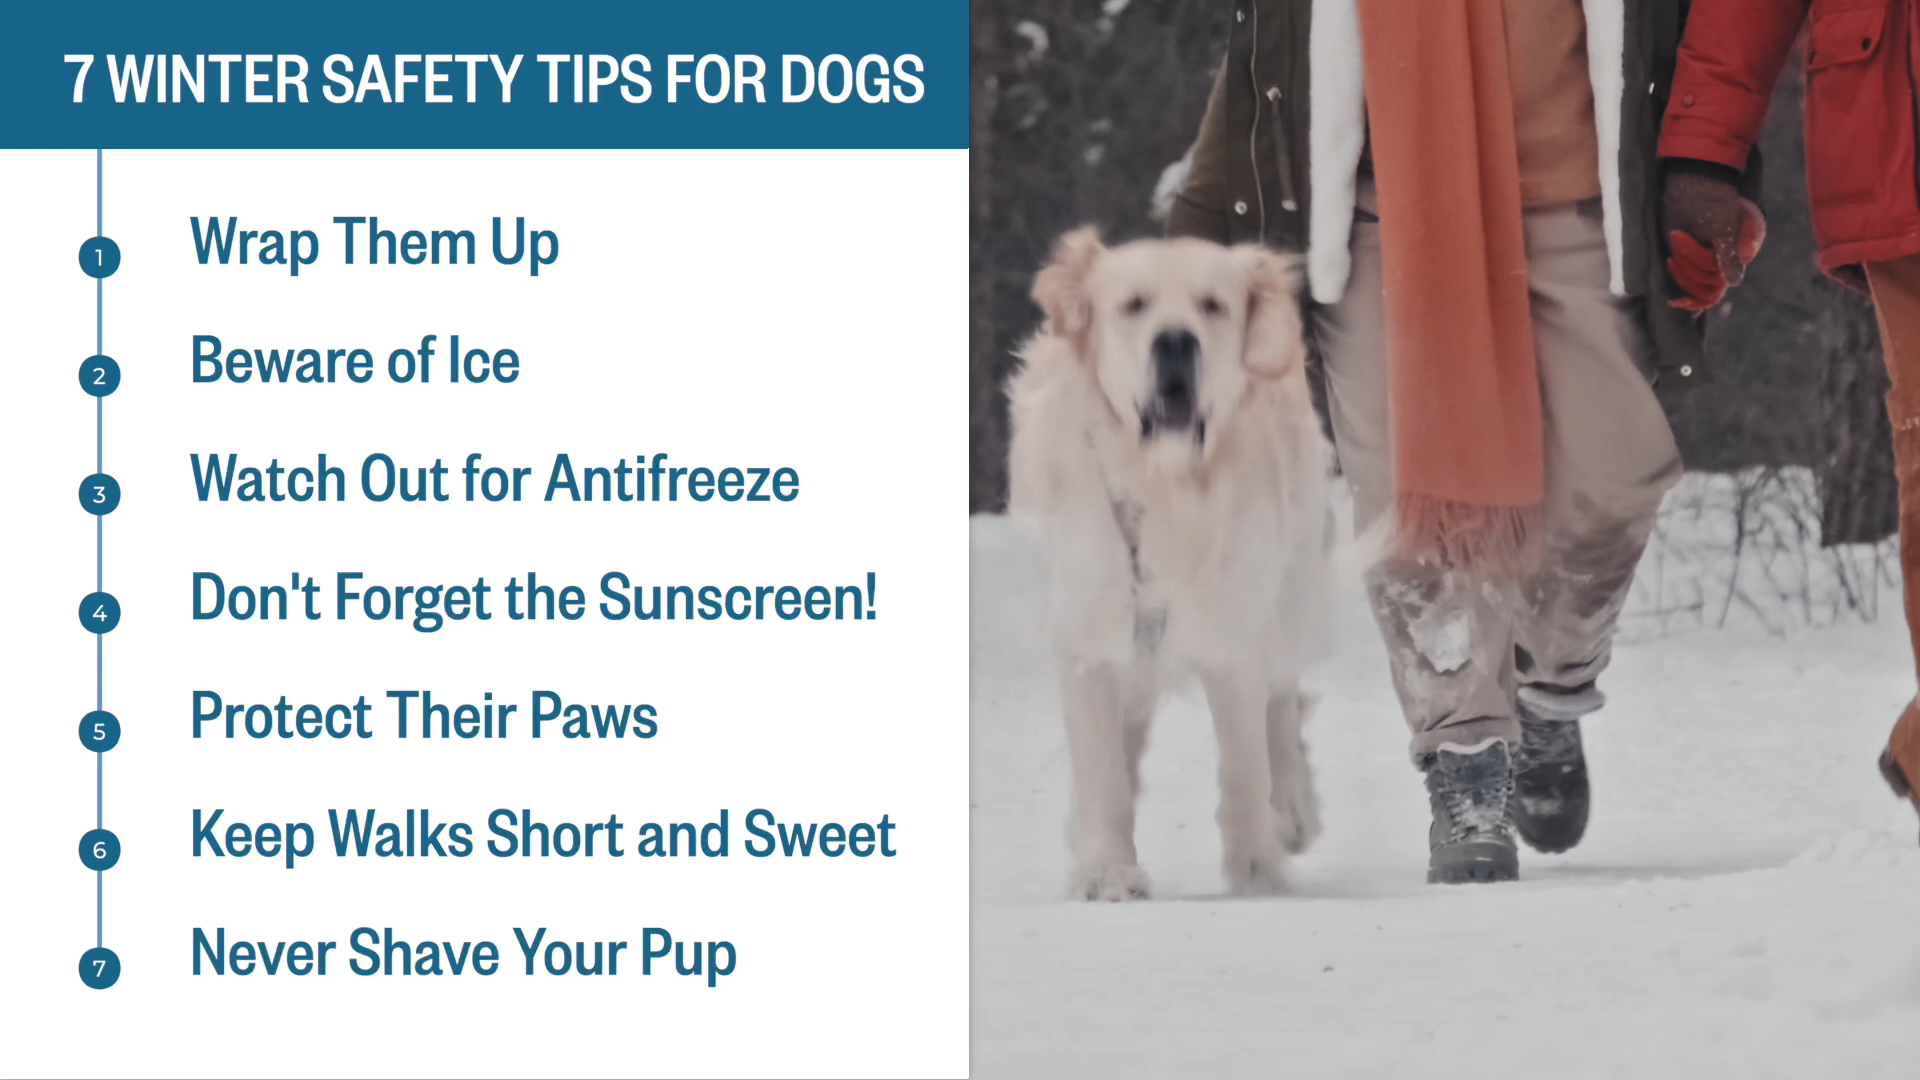 7 WINTER SAFETY TIPS FOR DOGS
1 Wrap Them Up
2 Beware of Ice
3 Watch Out for Antifreeze
4 Don't Forget the Sunscreen!
5 Protect Their Paws
6 Keep Walks Short and Sweet
7 Never Shave Your Pup